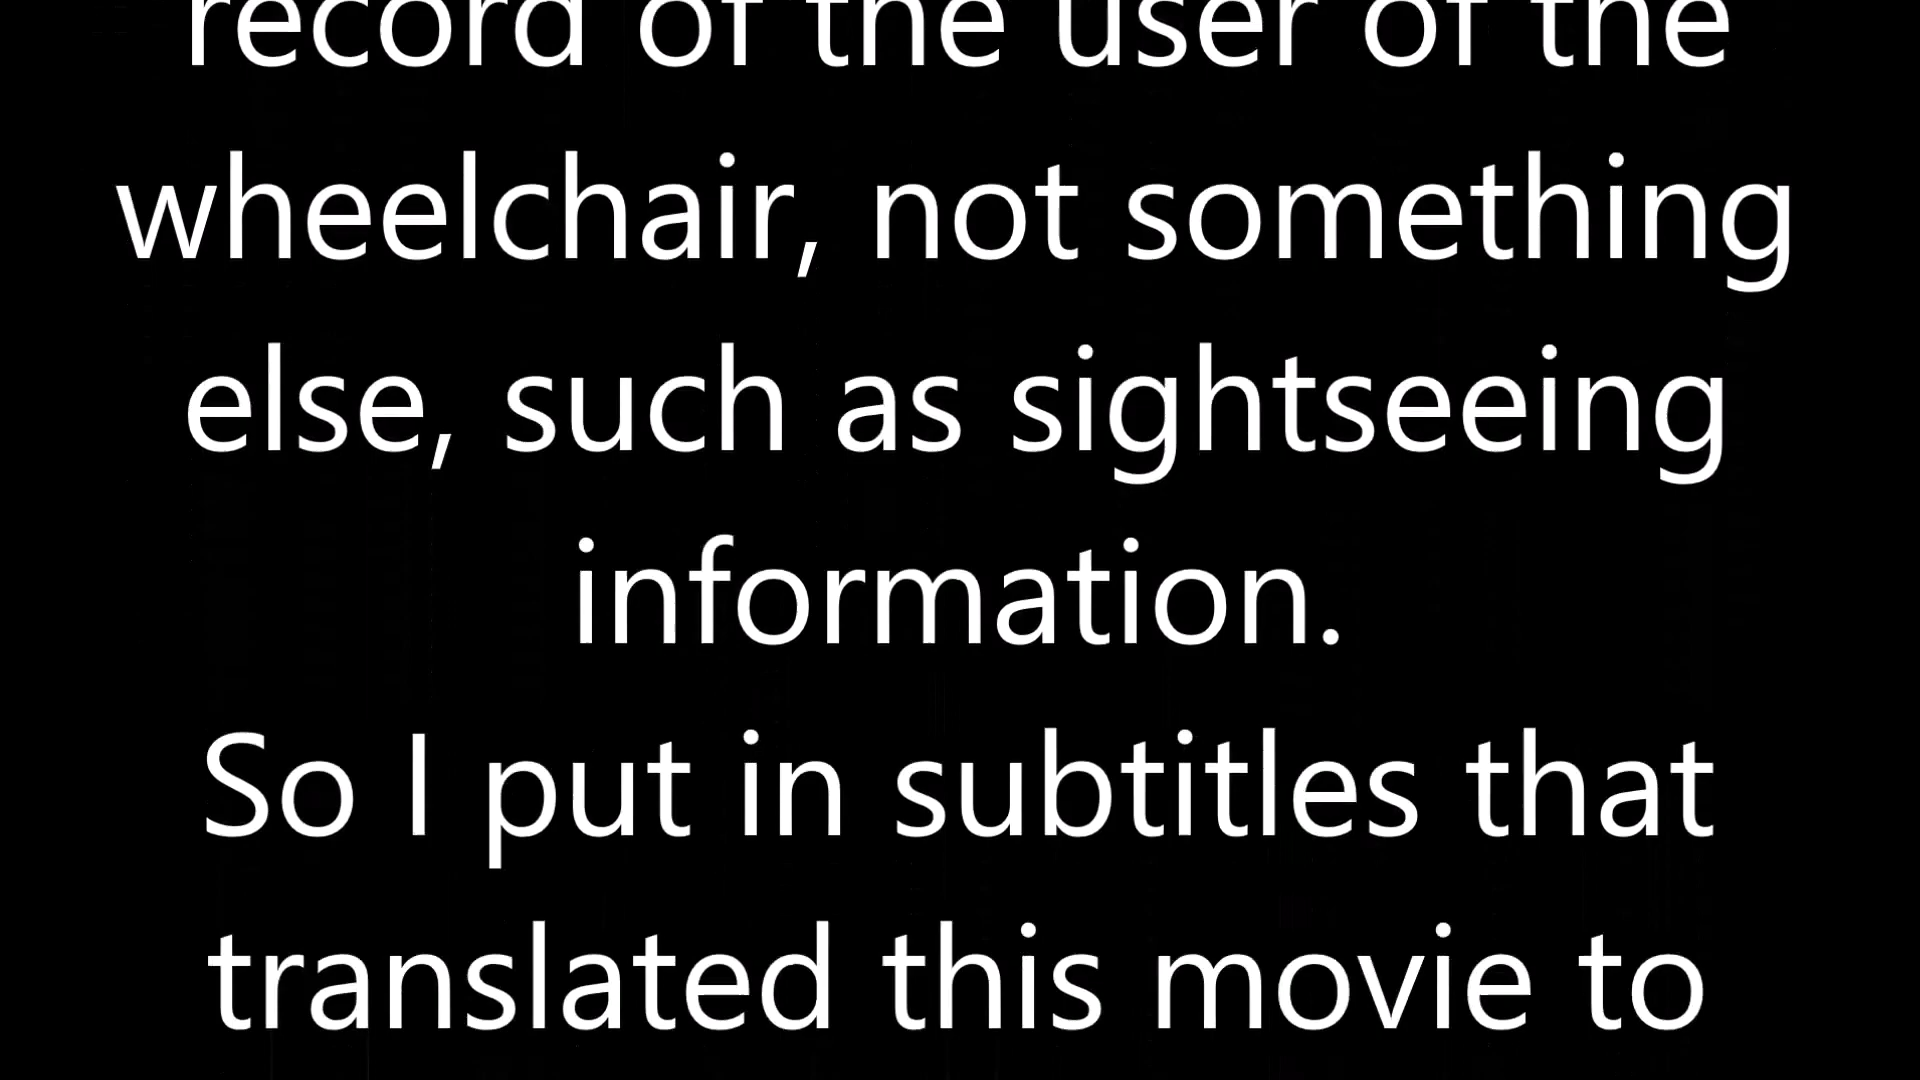 record of the user of the
wheelchair, not something
else, such as sightseeing
information.
So I put in subtitles that
translated this movie to